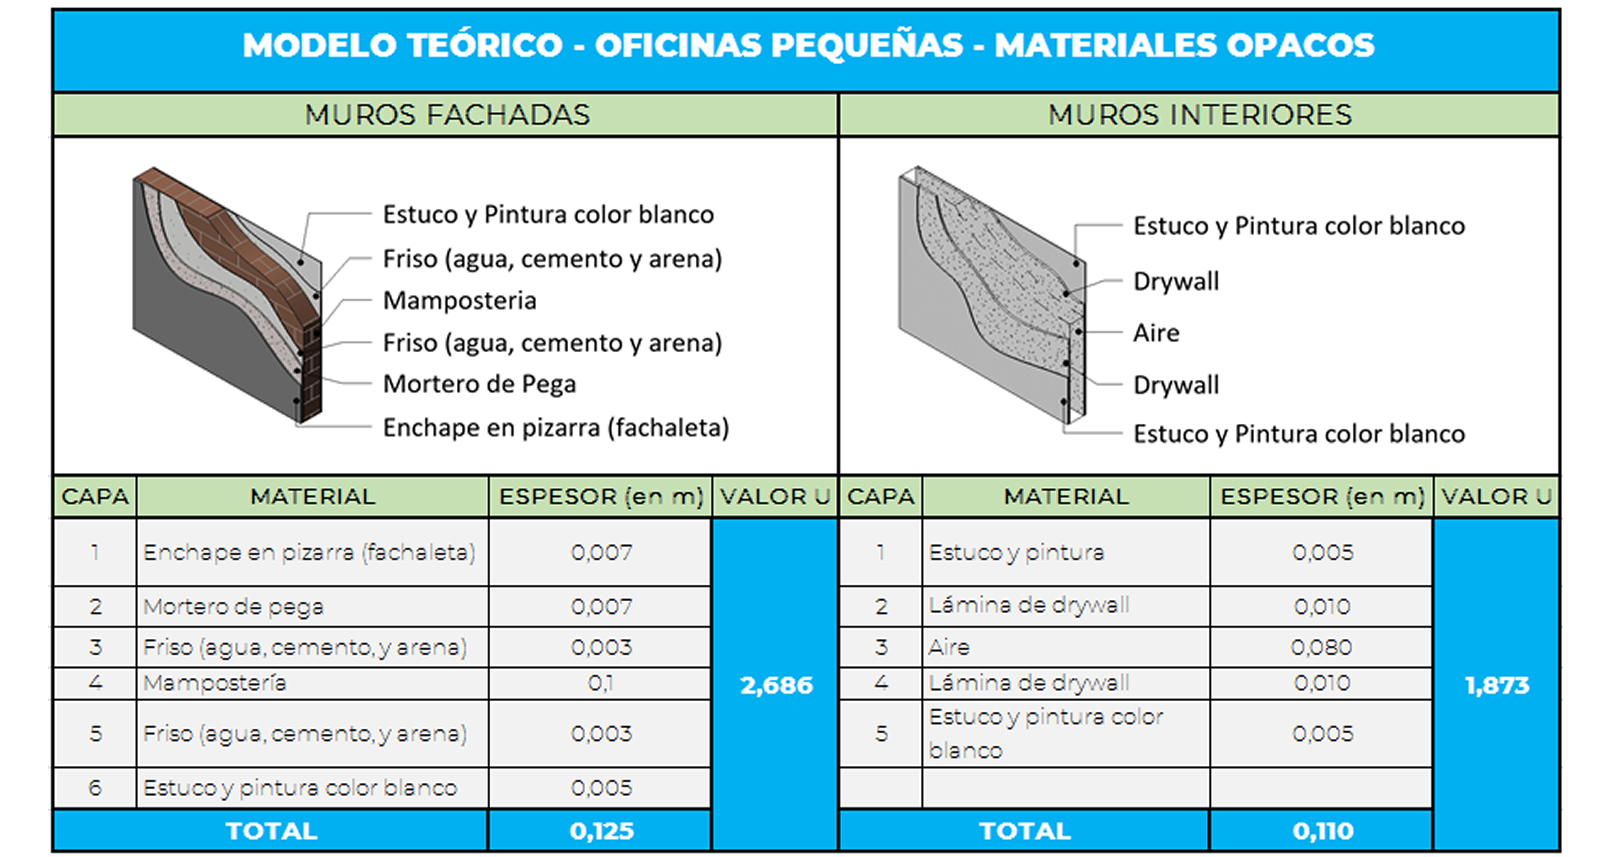 MODELO TEÓRICO - OFICINAS PEQUEÑAS - MATERIALES OPACOS
MUROS FACHADAS
Estuco y Pintura color blanco
Friso (agua, cemento y arena)
Mamposteria
Friso (agua, cemento y arena)
Mortero de Pega
Enchape en pizarra (fachaleta)
MUROS INTERIORES
Estuco y Pintura color blanco
Drywall
Aire
Drywall
Estuco y Pintura color blanco
CAPA MATERIAL ESPESOR (en m) VALOR U
1 Enchape en pizarra (fachaleta) 0,007
2 Mortero de pega 0,007
3 Friso (agua, cemento, y arena) 0,003
4 Mampostería 0,1
5 Friso (agua, cemento, y arena) 0,003
6 Estuco y pintura color blanco 0,005
2,686
TOTAL 0,125
CAPA MATERIAL ESPESOR (en m) VALOR U
1 Estuco y pintura 0,005
2 Lámina de drywall 0,010
3 Aire 0,080
4 Lámina de drywall 0,010
5 Estuco y pintura color
blanco 0,005
1,873
TOTAL 0,110